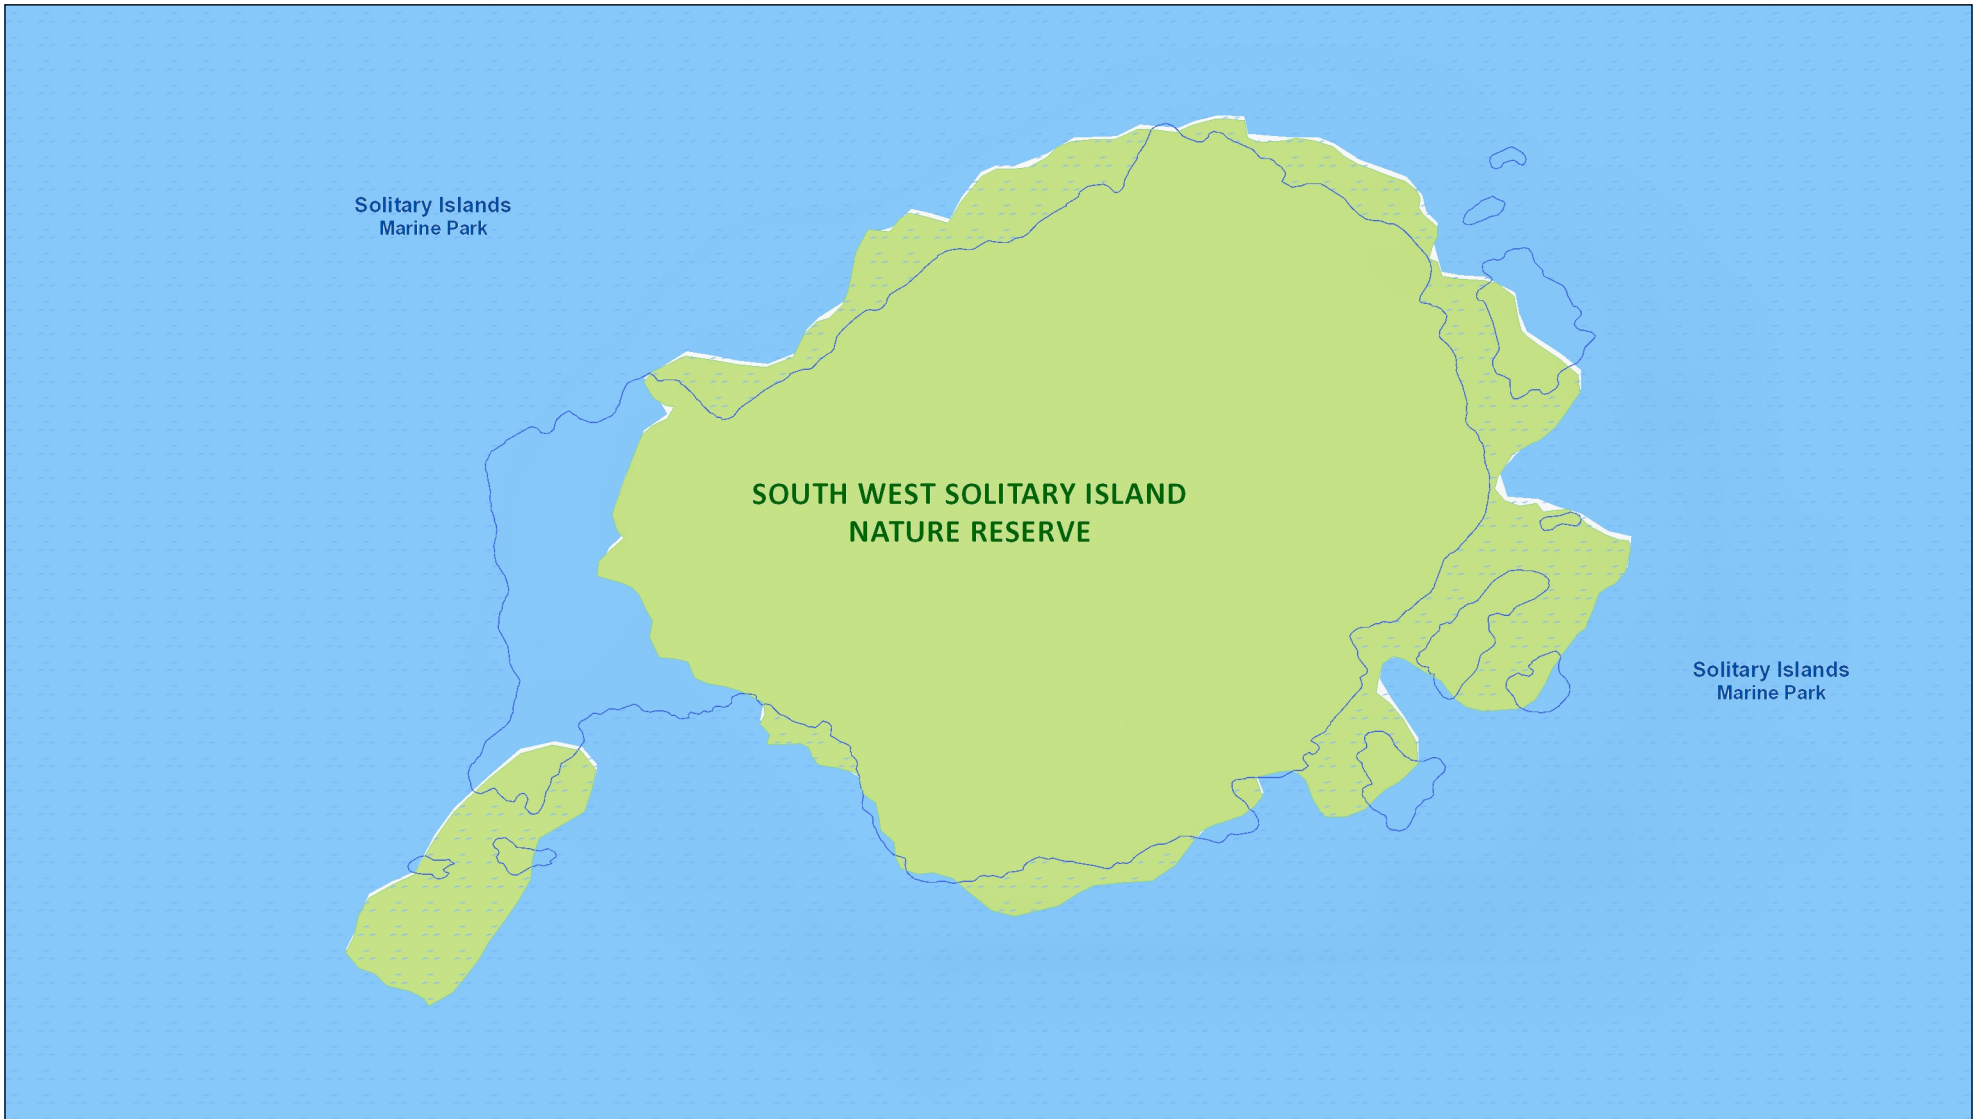 Solitary Islands
Marine Park
SOUTH WEST SOLITARY ISLAND
NATURE RESERVE
Solitary Islands
Marine Park